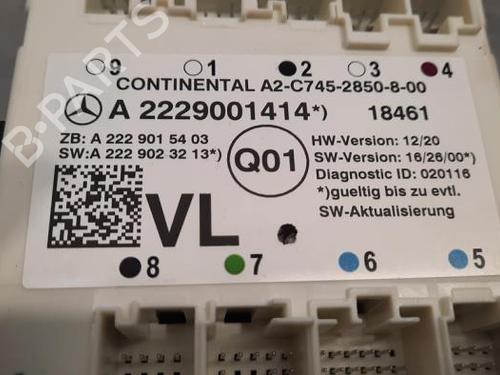 9 1 2 3 4
CONTINENTAL A2-C745-2850-8-00
A 2229001414*) 18461
ZB: A 222 901 54 03
SW: A 222 902 32 13*)
Q01
HW-Version: 12/20
SW-Version: 16/26/00*)
Diagnostic ID: 020116
*)gueltig bis zu evtl.
SW-Aktualisierung
VL
8 7 6 5
B-PARTS